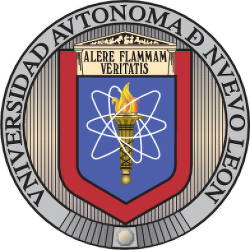 VNIVERSIDAD AVTONOMA Đ NVEVO LEON
ALERE FLAMMAM
VERITATIS